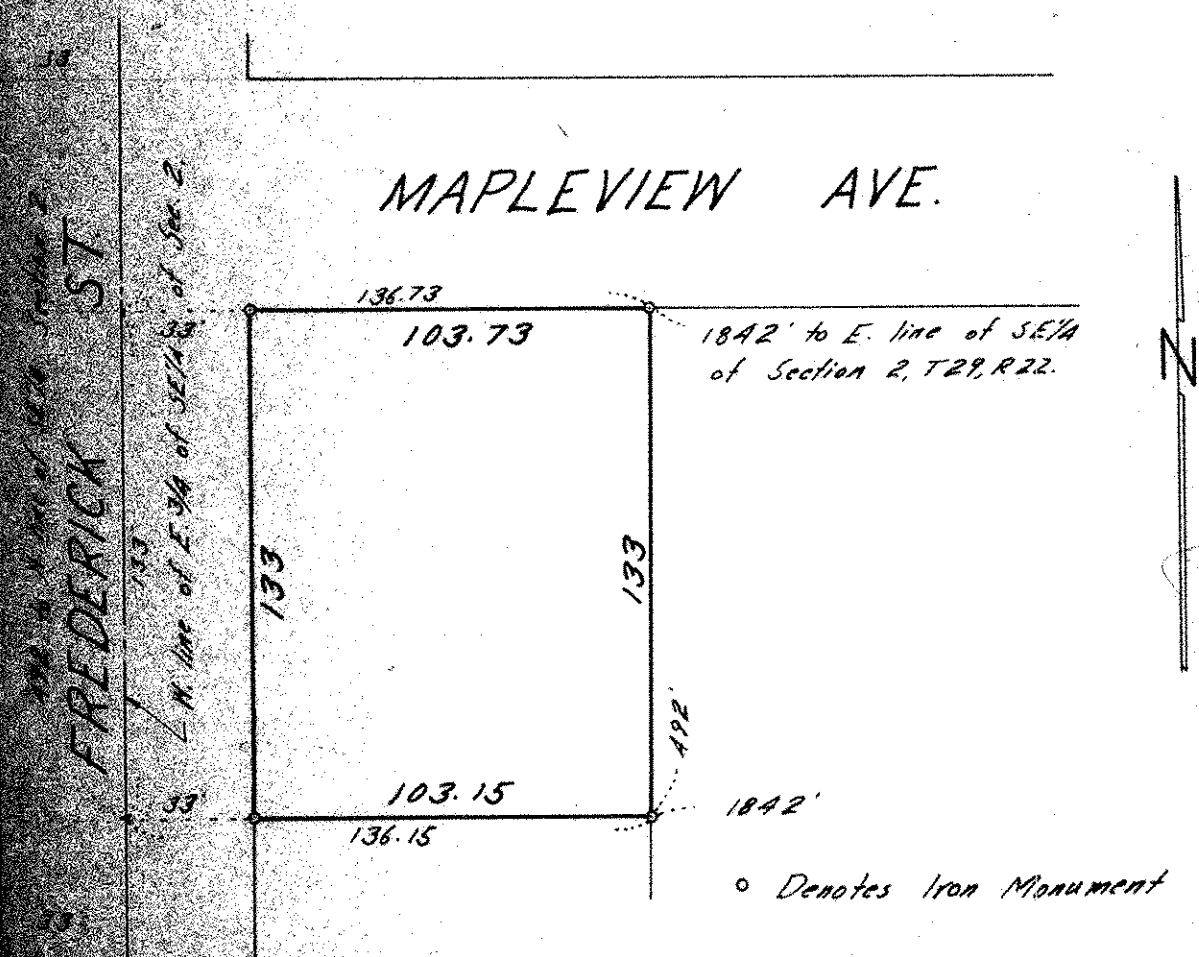 33
MAPLEVIEW AVE.
FREDERICK ST.
W. line of E 3/4 of SE1/4 of Sec 2.
136.73
103.73
33'
1842' to E. line of SE1/4
of Section 2, T29, R22.
N
133
133
133
492'
103.15
136.15
33'
1842'
o Denotes Iron Monument
33